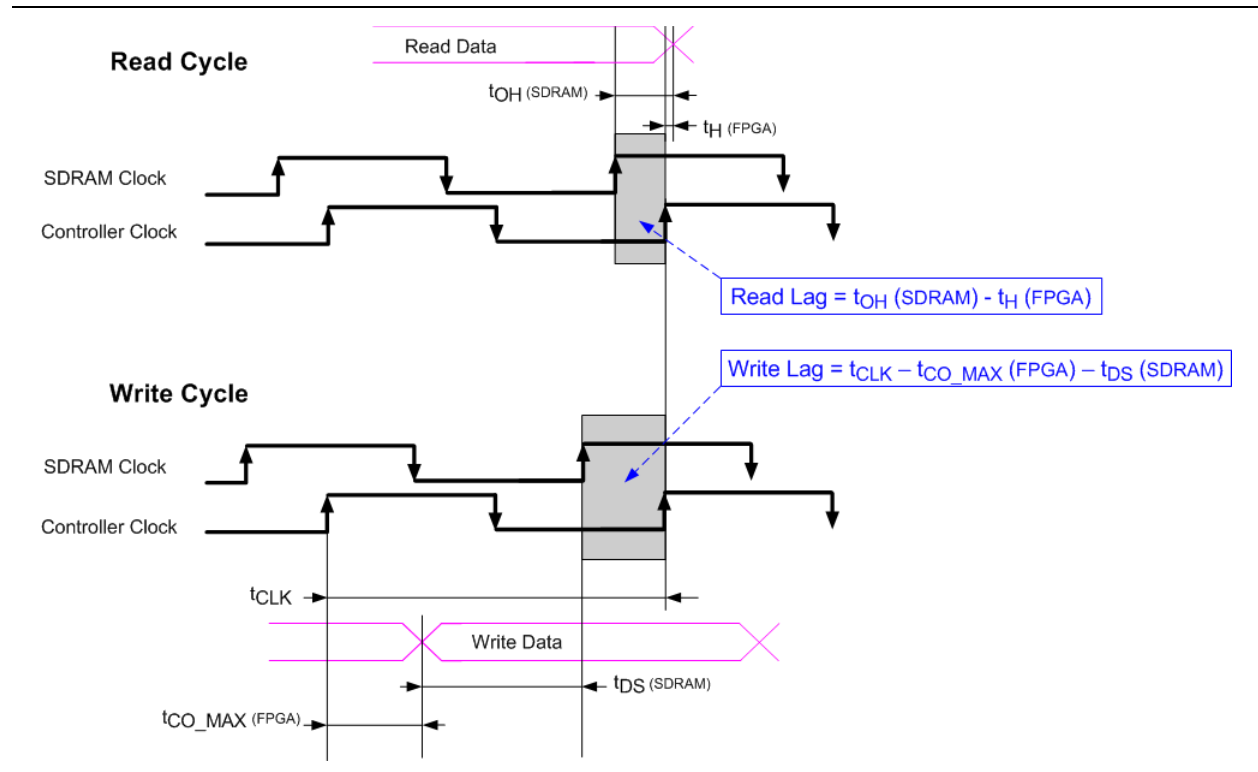 Read Data
Read Cycle
tOH (SDRAM)
tH (FPGA)
SDRAM Clock
Controller Clock
Read Lag = tOH (SDRAM) - tH (FPGA)
Write Lag = tCLK – tCO_MAX (FPGA) – tDS (SDRAM)
Write Cycle
SDRAM Clock
Controller Clock
tCLK
Write Data
tDS (SDRAM)
tCO_MAX (FPGA)